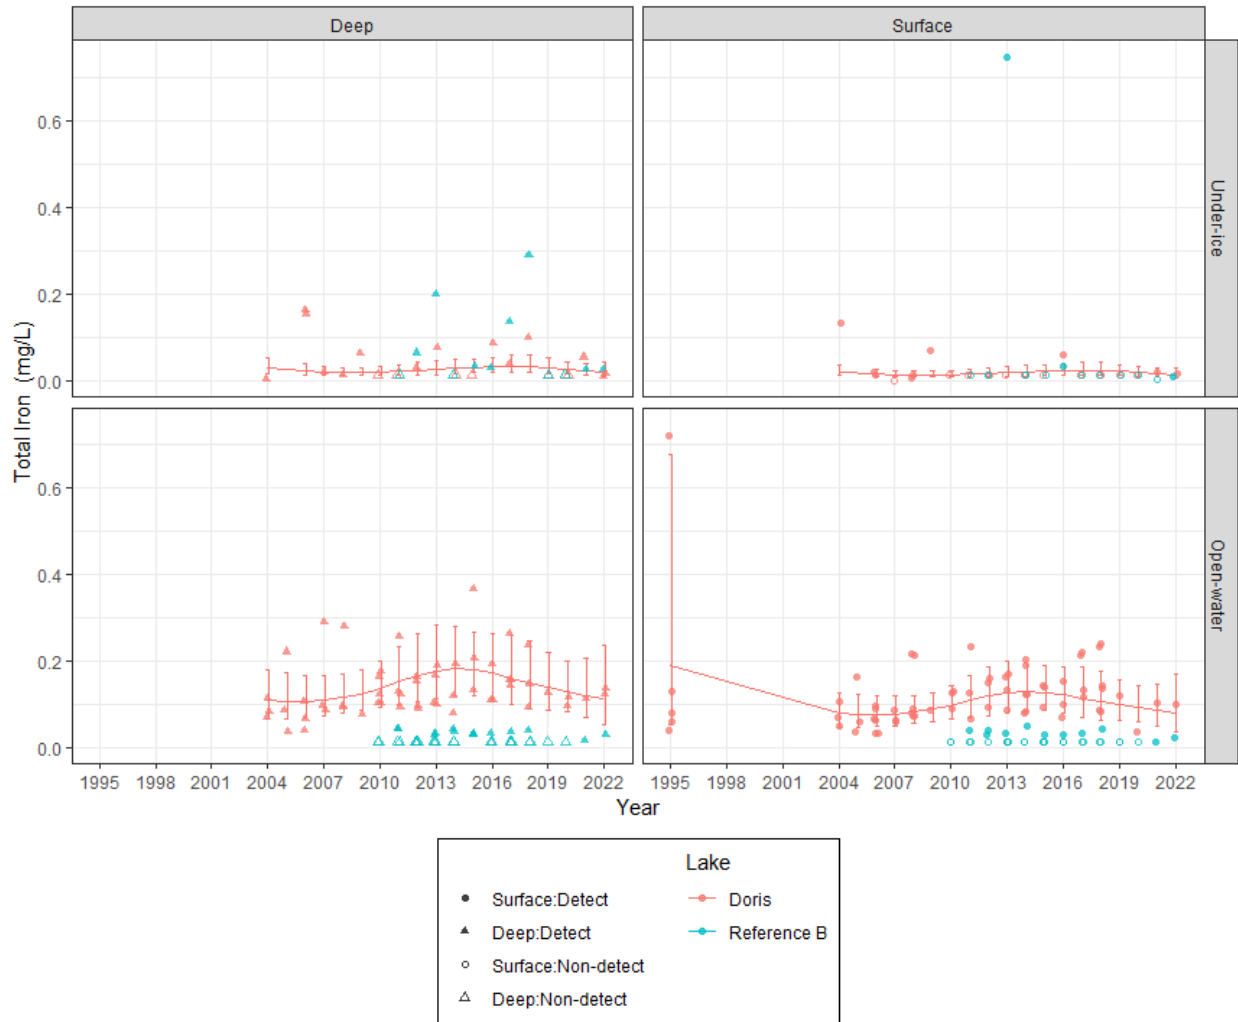 Deep Surface
0.6
0.4
0.2
0.0
Under-ice
Total Iron (mg/L)
0.6
0.4
0.2
0.0
Open-water
1995 1998 2001 2004 2007 2010 2013 2016 2019 2022 1995 1998 2001 2004 2007 2010 2013 2016 2019 2022
Year
Lake
Surface:Detect Doris
Deep:Detect Reference B
Surface:Non-detect
Deep:Non-detect